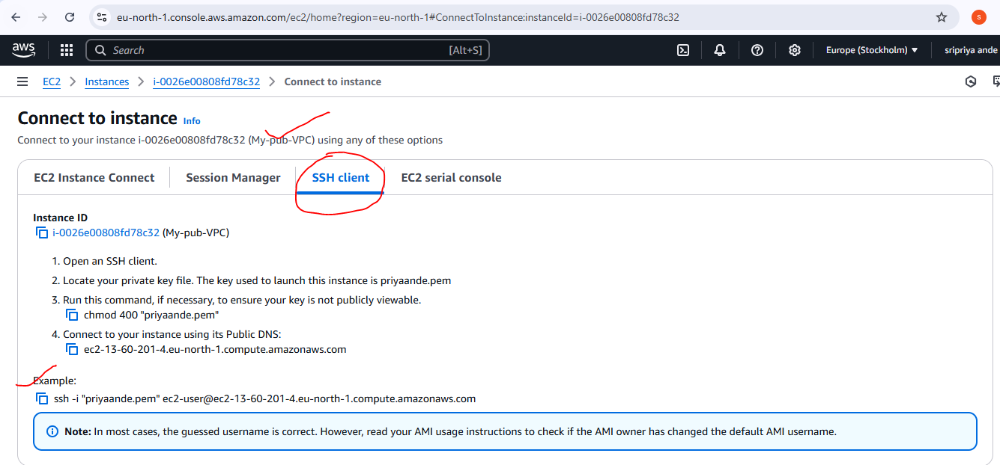 eu-north-1.console.aws.amazon.com/ec2/home?region=eu-north-1#ConnectToInstance:instanceId=i-0026e00808fd78c32
S
aws
Search
[Alt+S]
Europe (Stockholm)
sripriya ande
EC2 > Instances > i-0026e00808fd78c32 > Connect to instance
Connect to instance Info
Connect to your instance i-0026e00808fd78c32 (My-pub-VPC) using any of these options
EC2 Instance Connect
Session Manager
SSH client
EC2 serial console
Instance ID
i-0026e00808fd78c32 (My-pub-VPC)
1. Open an SSH client.
2. Locate your private key file. The key used to launch this instance is priyaande.pem
3. Run this command, if necessary, to ensure your key is not publicly viewable.
chmod 400 "priyaande.pem"
4. Connect to your instance using its Public DNS:
ec2-13-60-201-4.eu-north-1.compute.amazonaws.com
Example:
ssh -i "priyaande.pem" ec2-user@ec2-13-60-201-4.eu-north-1.compute.amazonaws.com
Note: In most cases, the guessed username is correct. However, read your AMI usage instructions to check if the AMI owner has changed the default AMI username.